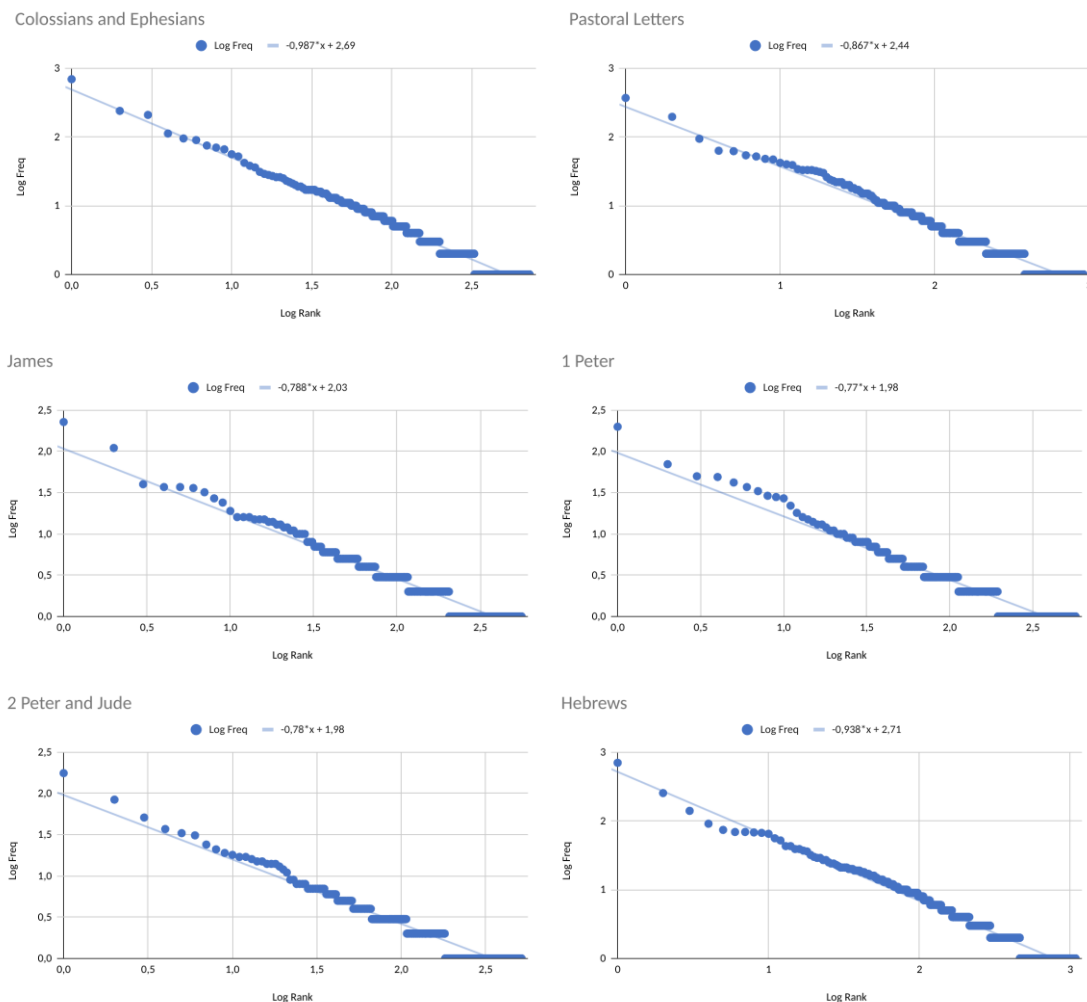 Colossians and Ephesians
Log Freq -0,987*x + 2,69
3
2
1
0
Log Freq
0,0 0,5 1,0 1,5 2,0 2,5
Log Rank
Pastoral Letters
Log Freq -0,867*x + 2,44
3
2
1
0
Log Freq
0 1 2
Log Rank
James
Log Freq -0,788*x + 2,03
2,5
2,0
1,5
1,0
0,5
0,0
Log Freq
0,0 0,5 1,0 1,5 2,0 2,5
Log Rank
1 Peter
Log Freq -0,77*x + 1,98
2,5
2,0
1,5
1,0
0,5
0,0
Log Freq
0,0 0,5 1,0 1,5 2,0 2,5
Log Rank
2 Peter and Jude
Log Freq -0,78*x + 1,98
2,5
2,0
1,5
1,0
0,5
0,0
Log Freq
0,0 0,5 1,0 1,5 2,0 2,5
Log Rank
Hebrews
Log Freq -0,938*x + 2,71
3
2
1
0
Log Freq
0 1 2 3
Log Rank